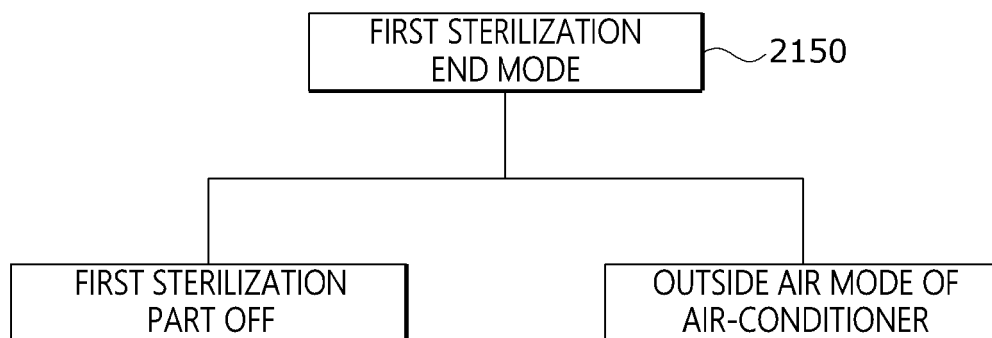 FIRST STERILIZATION
END MODE
2150
FIRST STERILIZATION
PART OFF
OUTSIDE AIR MODE OF
AIR-CONDITIONER